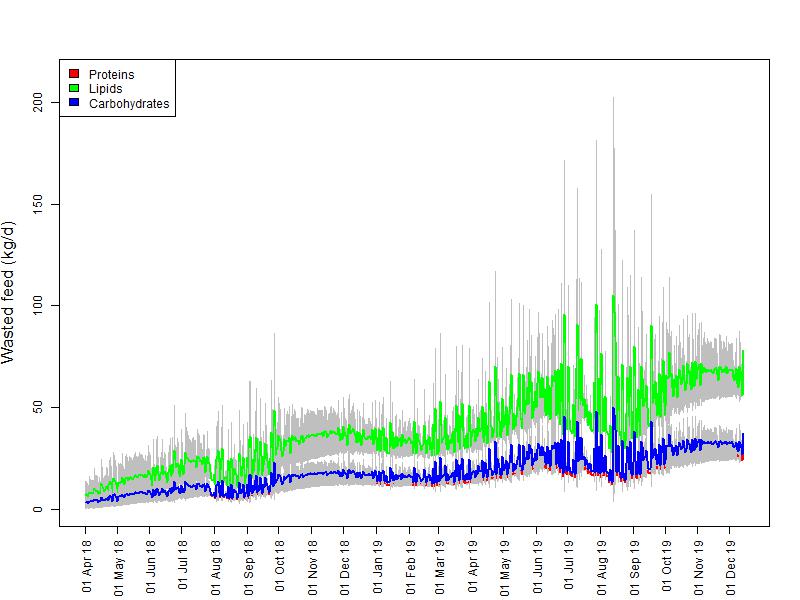 Proteins
Lipids
Carbohydrates
Wasted feed (kg/d)
200
150
100
50
0
01 Apr 18
01 May 18
01 Jun 18
01 Jul 18
01 Aug 18
01 Sep 18
01 Oct 18
01 Nov 18
01 Dec 18
01 Jan 19
01 Feb 19
01 Mar 19
01 Apr 19
01 May 19
01 Jun 19
01 Jul 19
01 Aug 19
01 Sep 19
01 Oct 19
01 Nov 19
01 Dec 19